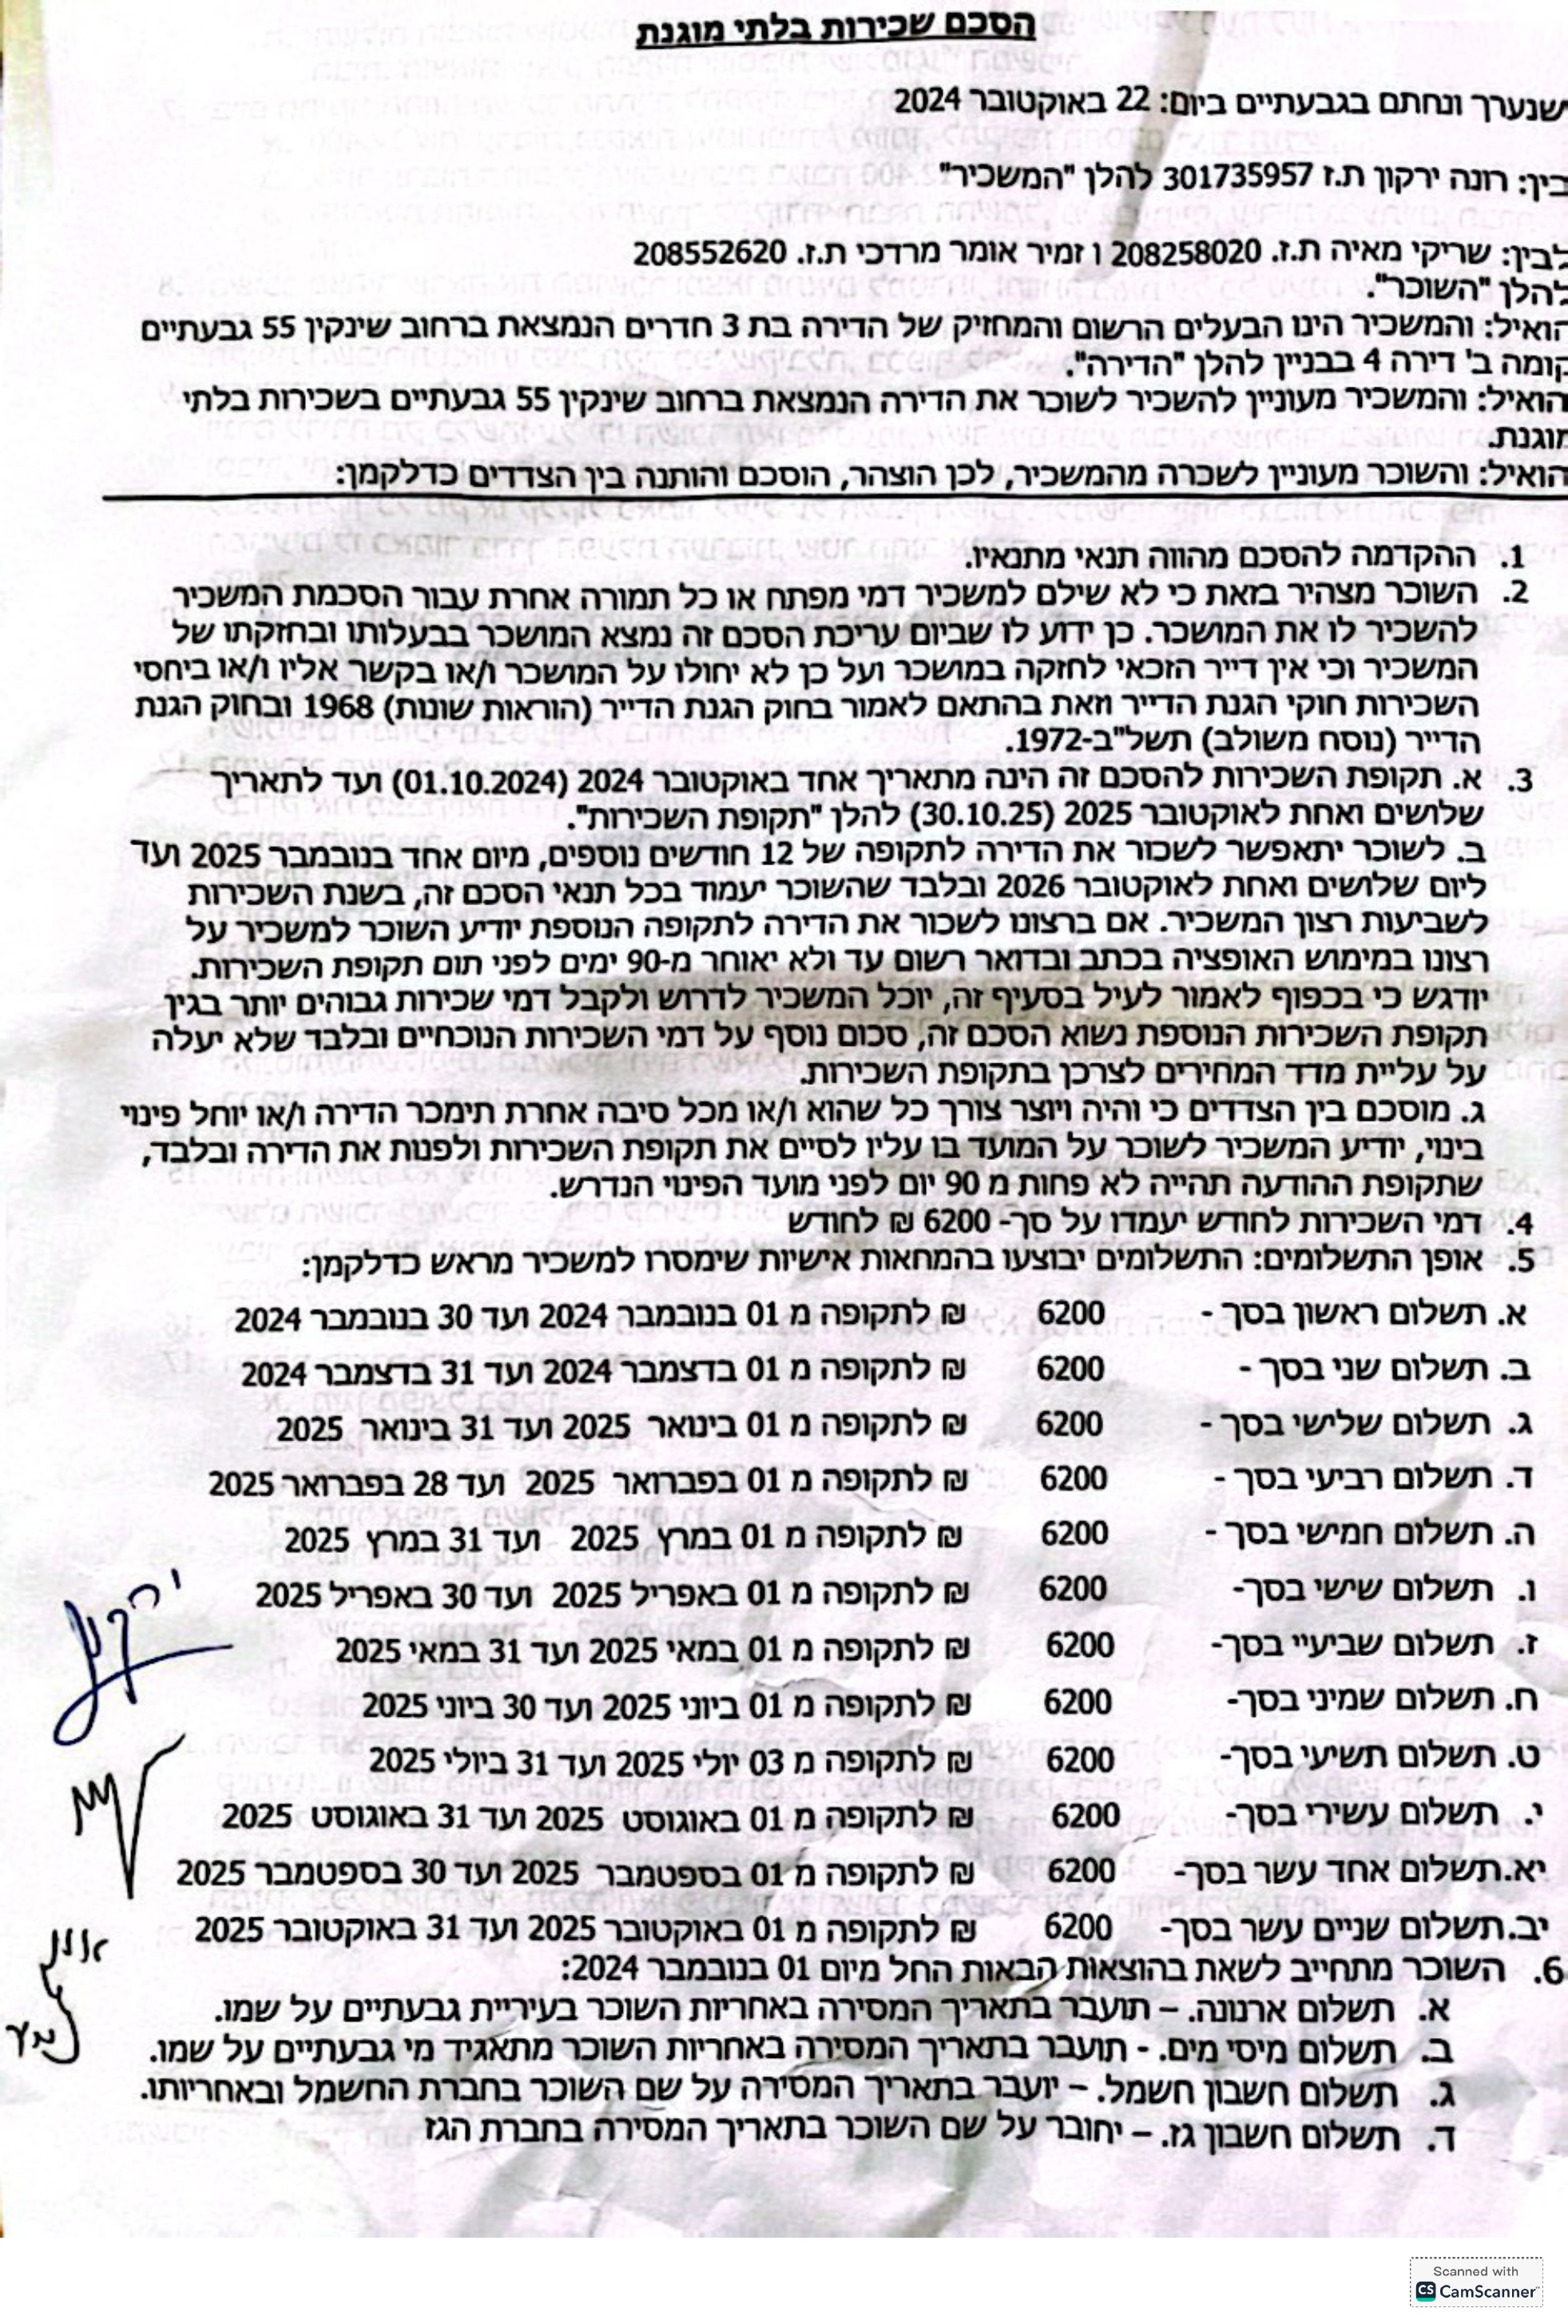 הסכם שכירות בלתי מוגנת
שנערך ונחתם בגבעתיים ביום: 22 באוקטובר 2024
בין: רונה ירקון ת.ז 301735957 להלן "המשכיר"
לבין: שריקי מאיה ת.ז. 208258020 ו זמיר אומר מרדכי ת.ז. 208552620
להלן "השוכר".
הואיל: והמשכיר הינו הבעלים הרשום והמחזיק של הדירה בת 3 חדרים הנמצאת ברחוב שינקין 55 גבעתיים
קומה ב' דירה 4 בבניין להלן "הדירה".
הואיל: והמשכיר מעוניין להשכיר לשוכר את הדירה הנמצאת ברחוב שינקין 55 גבעתיים בשכירות בלתי
מוגנת.
הואיל: והשוכר מעוניין לשכרה מהמשכיר, לכן הוצהר, הוסכם והותנה בין הצדדים כדלקמן:
1. ההקדמה להסכם מהווה תנאי מתנאיו.
2. השוכר מצהיר בזאת כי לא שילם למשכיר דמי מפתח או כל תמורה אחרת עבור הסכמת המשכיר
להשכיר לו את המושכר. כן ידוע לו שביום עריכת הסכם זה נמצא המושכר בבעלותו ובחזקתו של
המשכיר וכי אין דייר הזכאי לחזקה במושכר ועל כן לא יחולו על המושכר ו/או בקשר אליו ו/או ביחסי
השכירות חוקי הגנת הדייר וזאת בהתאם לאמור בחוק הגנת הדייר (הוראות שונות) 1968 ובחוק הגנת
הדייר (נוסח משולב) תשל"ב-1972.
3. א. תקופת השכירות להסכם זה הינה מתאריך אחד באוקטובר 2024 (01.10.2024) ועד לתאריך
שלושים ואחת לאוקטובר 2025 (30.10.25) להלן "תקופת השכירות".
ב. לשוכר יתאפשר לשכור את הדירה לתקופה של 12 חודשים נוספים, מיום אחד בנובמבר 2025 ועד
ליום שלושים ואחת לאוקטובר 2026 ובלבד שהשוכר יעמוד בכל תנאי הסכם זה, בשנת השכירות
לשביעות רצון המשכיר. אם ברצונו לשכור את הדירה לתקופה הנוספת יודיע השוכר למשכיר על
רצונו במימוש האופציה בכתב ובדואר רשום עד ולא יאוחר מ-90 ימים לפני תום תקופת השכירות.
יודגש כי בכפוף לאמור לעיל בסעיף זה, יוכל המשכיר לדרוש ולקבל דמי שכירות גבוהים יותר בגין
תקופת השכירות הנוספת נשוא הסכם זה, סכום נוסף על דמי השכירות הנוכחיים ובלבד שלא יעלה
על עליית מדד המחירים לצרכן בתקופת השכירות.
ג. מוסכם בין הצדדים כי והיה ויוצר צורך כל שהוא ו/או מכל סיבה אחרת תימכר הדירה ו/או יוחל פינוי
בינוי, יודיע המשכיר לשוכר על המועד בו עליו לסיים את תקופת השכירות ולפנות את הדירה ובלבד,
שתקופת ההודעה תהייה לא פחות מ 90 יום לפני מועד הפינוי הנדרש.
4. דמי השכירות לחודש יעמדו על סך- 6200 ₪ לחודש
5. אופן התשלומים: התשלומים יבוצעו בהמחאות אישיות שימסרו למשכיר מראש כדלקמן:
א. תשלום ראשון בסך - 6200 ₪ לתקופה מ 01 בנובמבר 2024 ועד 30 בנובמבר 2024
ב. תשלום שני בסך - 6200 ₪ לתקופה מ 01 בדצמבר 2024 ועד 31 בדצמבר 2024
ג. תשלום שלישי בסך - 6200 ₪ לתקופה מ 01 בינואר 2025 ועד 31 בינואר 2025
ד. תשלום רביעי בסך - 6200 ₪ לתקופה מ 01 בפברואר 2025 ועד 28 בפברואר 2025
ה. תשלום חמישי בסך - 6200 ₪ לתקופה מ 01 במרץ 2025 ועד 31 במרץ 2025
ו. תשלום שישי בסך- 6200 ₪ לתקופה מ 01 באפריל 2025 ועד 30 באפריל 2025
ז. תשלום שביעיי בסך- 6200 ₪ לתקופה מ 01 במאי 2025 ועד 31 במאי 2025
ח. תשלום שמיני בסך- 6200 ₪ לתקופה מ 01 ביוני 2025 ועד 30 ביוני 2025
ט. תשלום תשיעי בסך- 6200 ₪ לתקופה מ 03 יולי 2025 ועד 31 ביולי 2025
י. תשלום עשירי בסך- 6200 ₪ לתקופה מ 01 באוגוסט 2025 ועד 31 באוגוסט 2025
יא.תשלום אחד עשר בסך- 6200 ₪ לתקופה מ 01 בספטמבר 2025 ועד 30 בספטמבר 2025
יב.תשלום שניים עשר בסך- 6200 ₪ לתקופה מ 01 באוקטובר 2025 ועד 31 באוקטובר 2025
6. השוכר מתחייב לשאת בהוצאות הבאות החל מיום 01 בנובמבר 2024:
א. תשלום ארנונה. – תועבר בתאריך המסירה באחריות השוכר בעיריית גבעתיים על שמו.
ב. תשלום מיסי מים. - תועבר בתאריך המסירה באחריות השוכר מתאגיד מי גבעתיים על שמו.
ג. תשלום חשבון חשמל. – יועבר בתאריך המסירה על שם השוכר בחברת החשמל ובאחריותו.
ד. תשלום חשבון גז. – יחובר על שם השוכר בתאריך המסירה בחברת הגז
ירקון
Scanned with
CS CamScanner